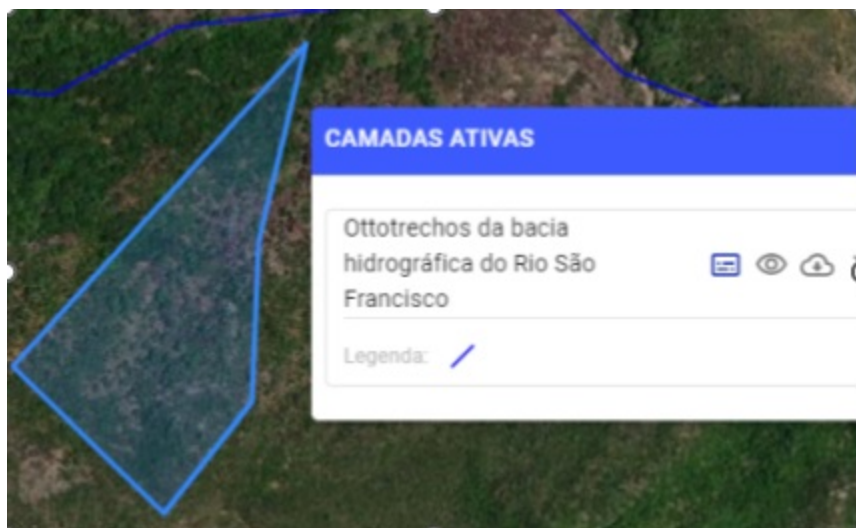 CAMADAS ATIVAS
Ottotrechos da bacia
hidrográfica do Rio São
Francisco
Legenda: